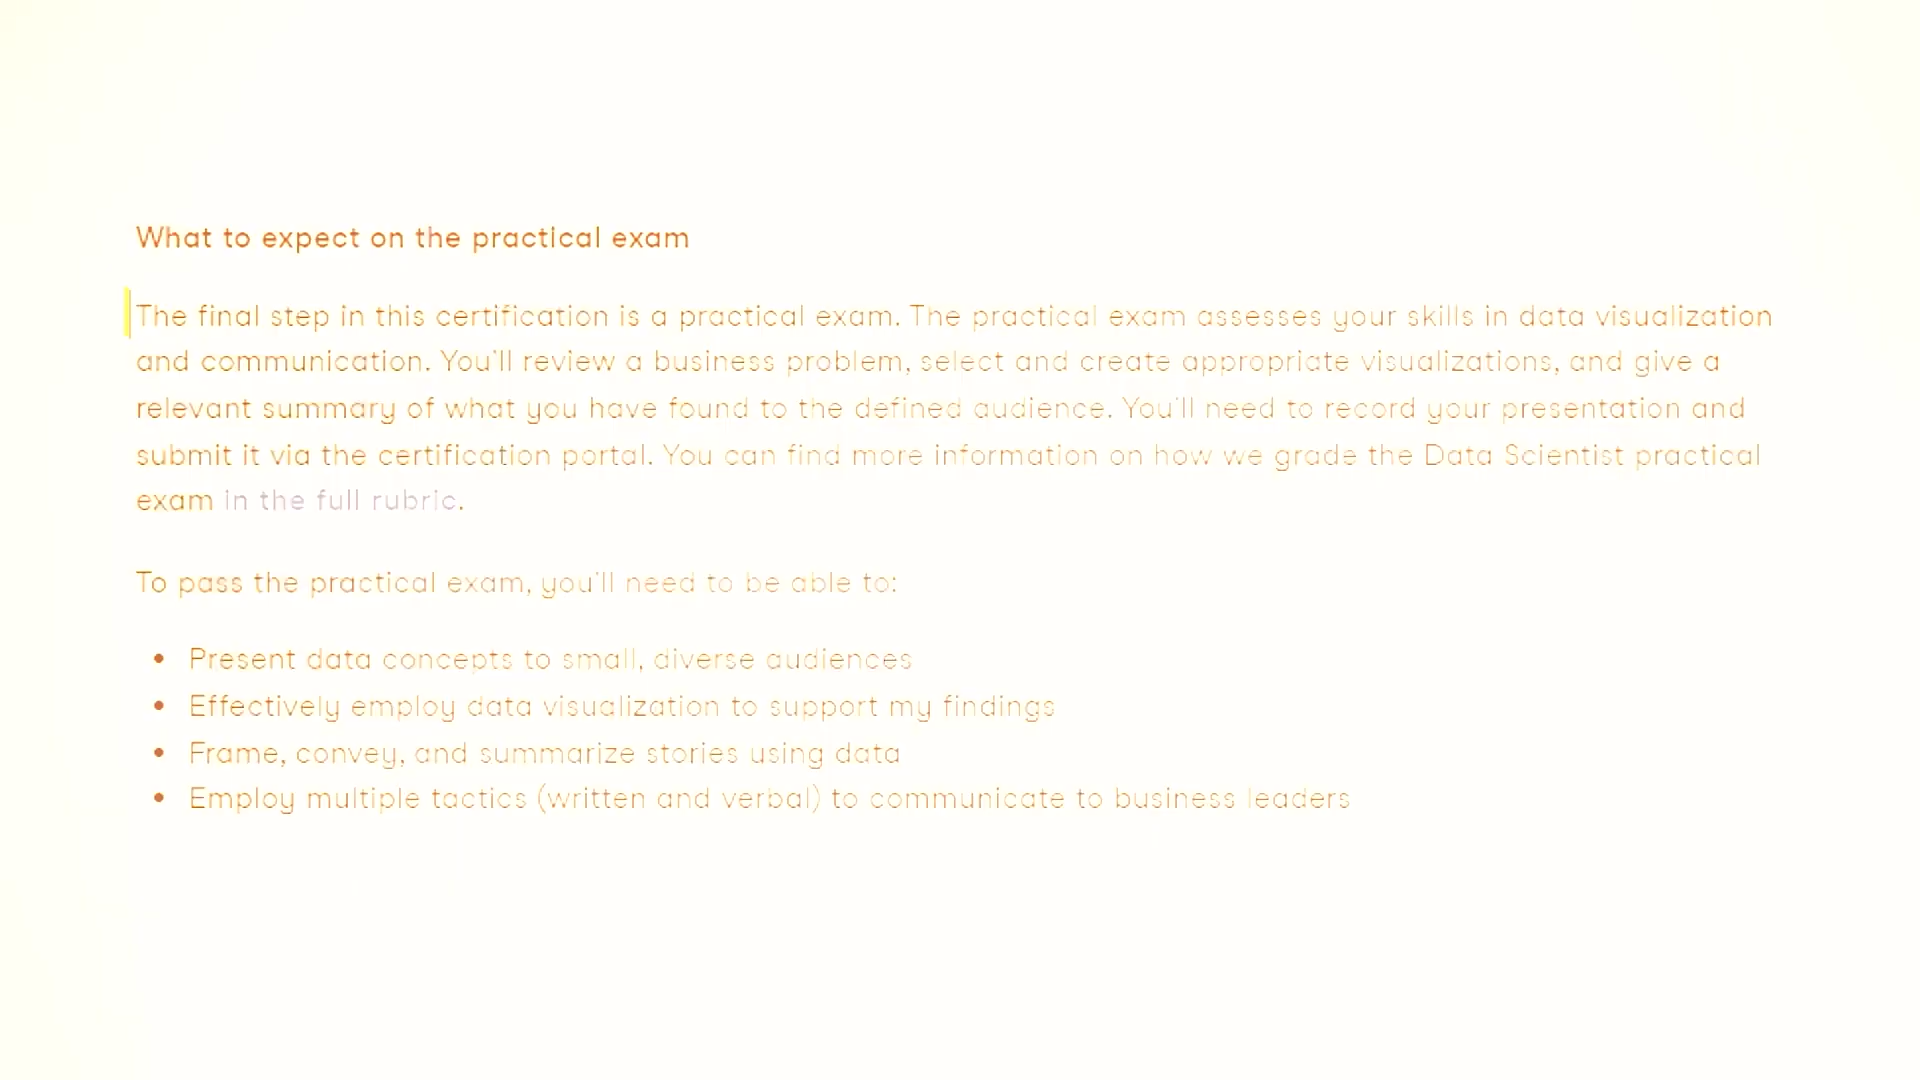 What to expect on the practical exam
The final step in this certification is a practical exam. The practical exam assesses your skills in data visualization
and communication. You'll review a business problem, select and create appropriate visualizations, and give a
relevant summary of what you have found to the defined audience. You'll need to record your presentation and
submit it via the certification portal. You can find more information on how we grade the Data Scientist practical
exam in the full rubric.
To pass the practical exam, you'll need to be able to:
• Present data concepts to small, diverse audiences
• Effectively employ data visualization to support my findings
• Frame, convey, and summarize stories using data
• Employ multiple tactics (written and verbal) to communicate to business leaders